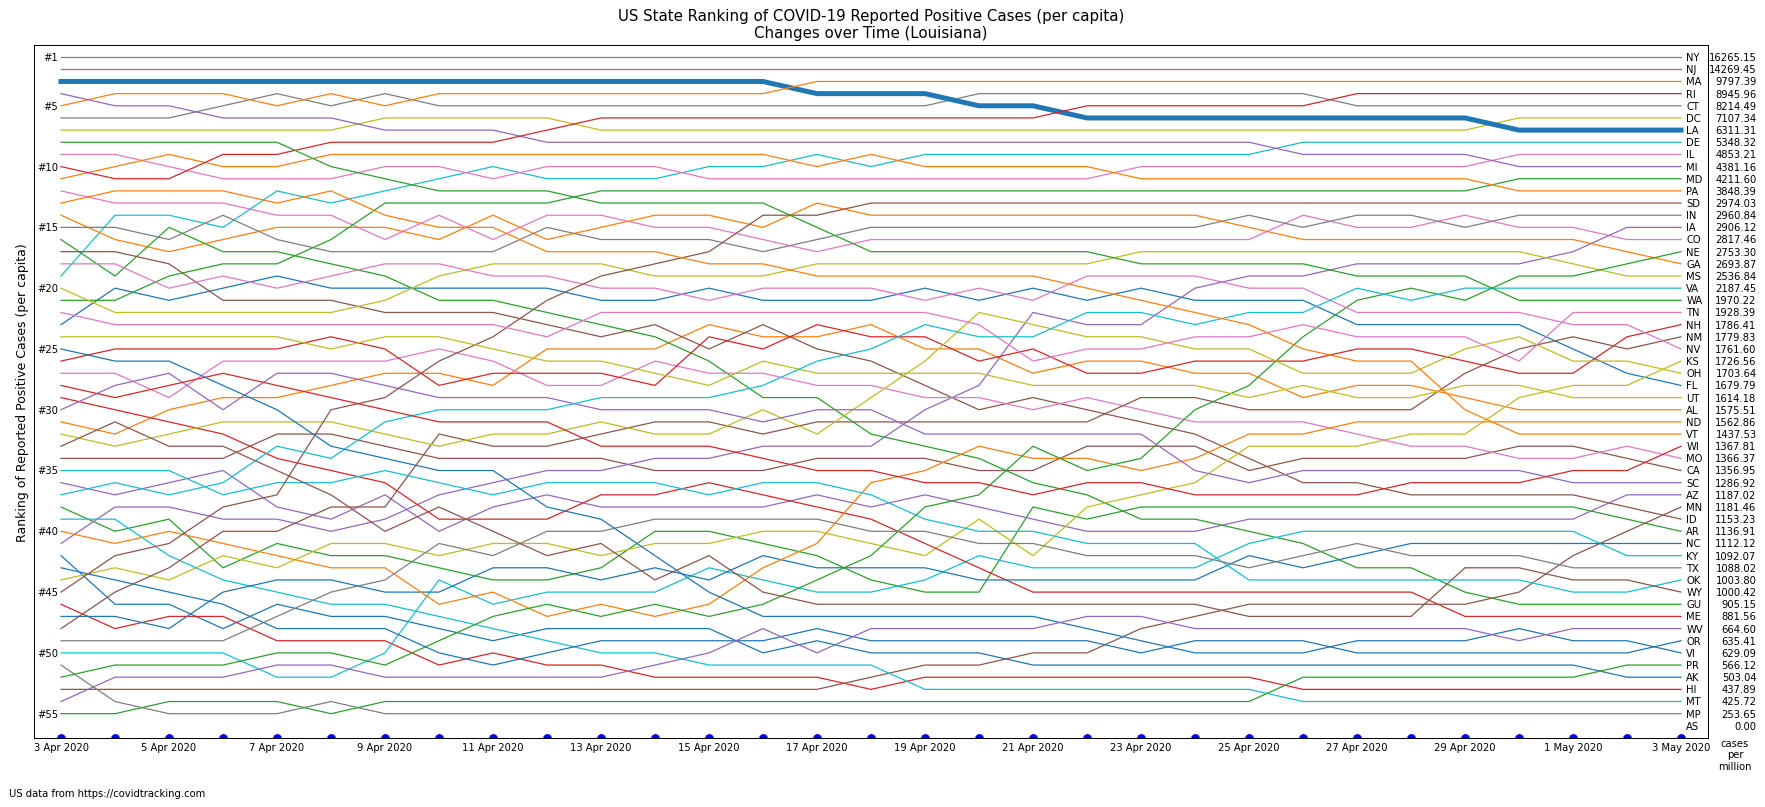 US State Ranking of COVID-19 Reported Positive Cases (per capita)
Changes over Time (Louisiana)
Ranking of Reported Positive Cases (per capita)
#1
#5
#10
#15
#20
#25
#30
#35
#40
#45
#50
#55
NY 16265.15
NJ 14269.45
MA 9797.39
RI 8945.96
CT 8214.49
DC 7107.34
LA 6311.31
DE 5348.32
IL 4853.21
MI 4381.16
MD 4211.60
PA 3848.39
SD 2974.03
IN 2960.84
IA 2906.12
CO 2817.46
NE 2753.30
GA 2693.87
MS 2536.84
VA 2187.45
WA 1970.22
TN 1928.39
NH 1786.41
NM 1779.83
NV 1761.60
KS 1726.56
OH 1703.64
FL 1679.79
UT 1614.18
AL 1575.51
ND 1562.86
VT 1437.53
WI 1367.81
MO 1366.37
CA 1356.95
SC 1286.92
AZ 1187.02
MN 1181.46
ID 1153.23
AR 1136.91
NC 1112.12
KY 1092.07
TX 1088.02
OK 1003.80
WY 1000.42
GU 905.15
ME 881.56
WV 664.60
OR 635.41
VI 629.09
PR 566.12
AK 503.04
HI 437.89
MT 425.72
MP 253.65
AS 0.00
3 Apr 2020 5 Apr 2020 7 Apr 2020 9 Apr 2020 11 Apr 2020 13 Apr 2020 15 Apr 2020 17 Apr 2020 19 Apr 2020 21 Apr 2020 23 Apr 2020 25 Apr 2020 27 Apr 2020 29 Apr 2020 1 May 2020 3 May 2020
cases
per
million
US data from https://covidtracking.com